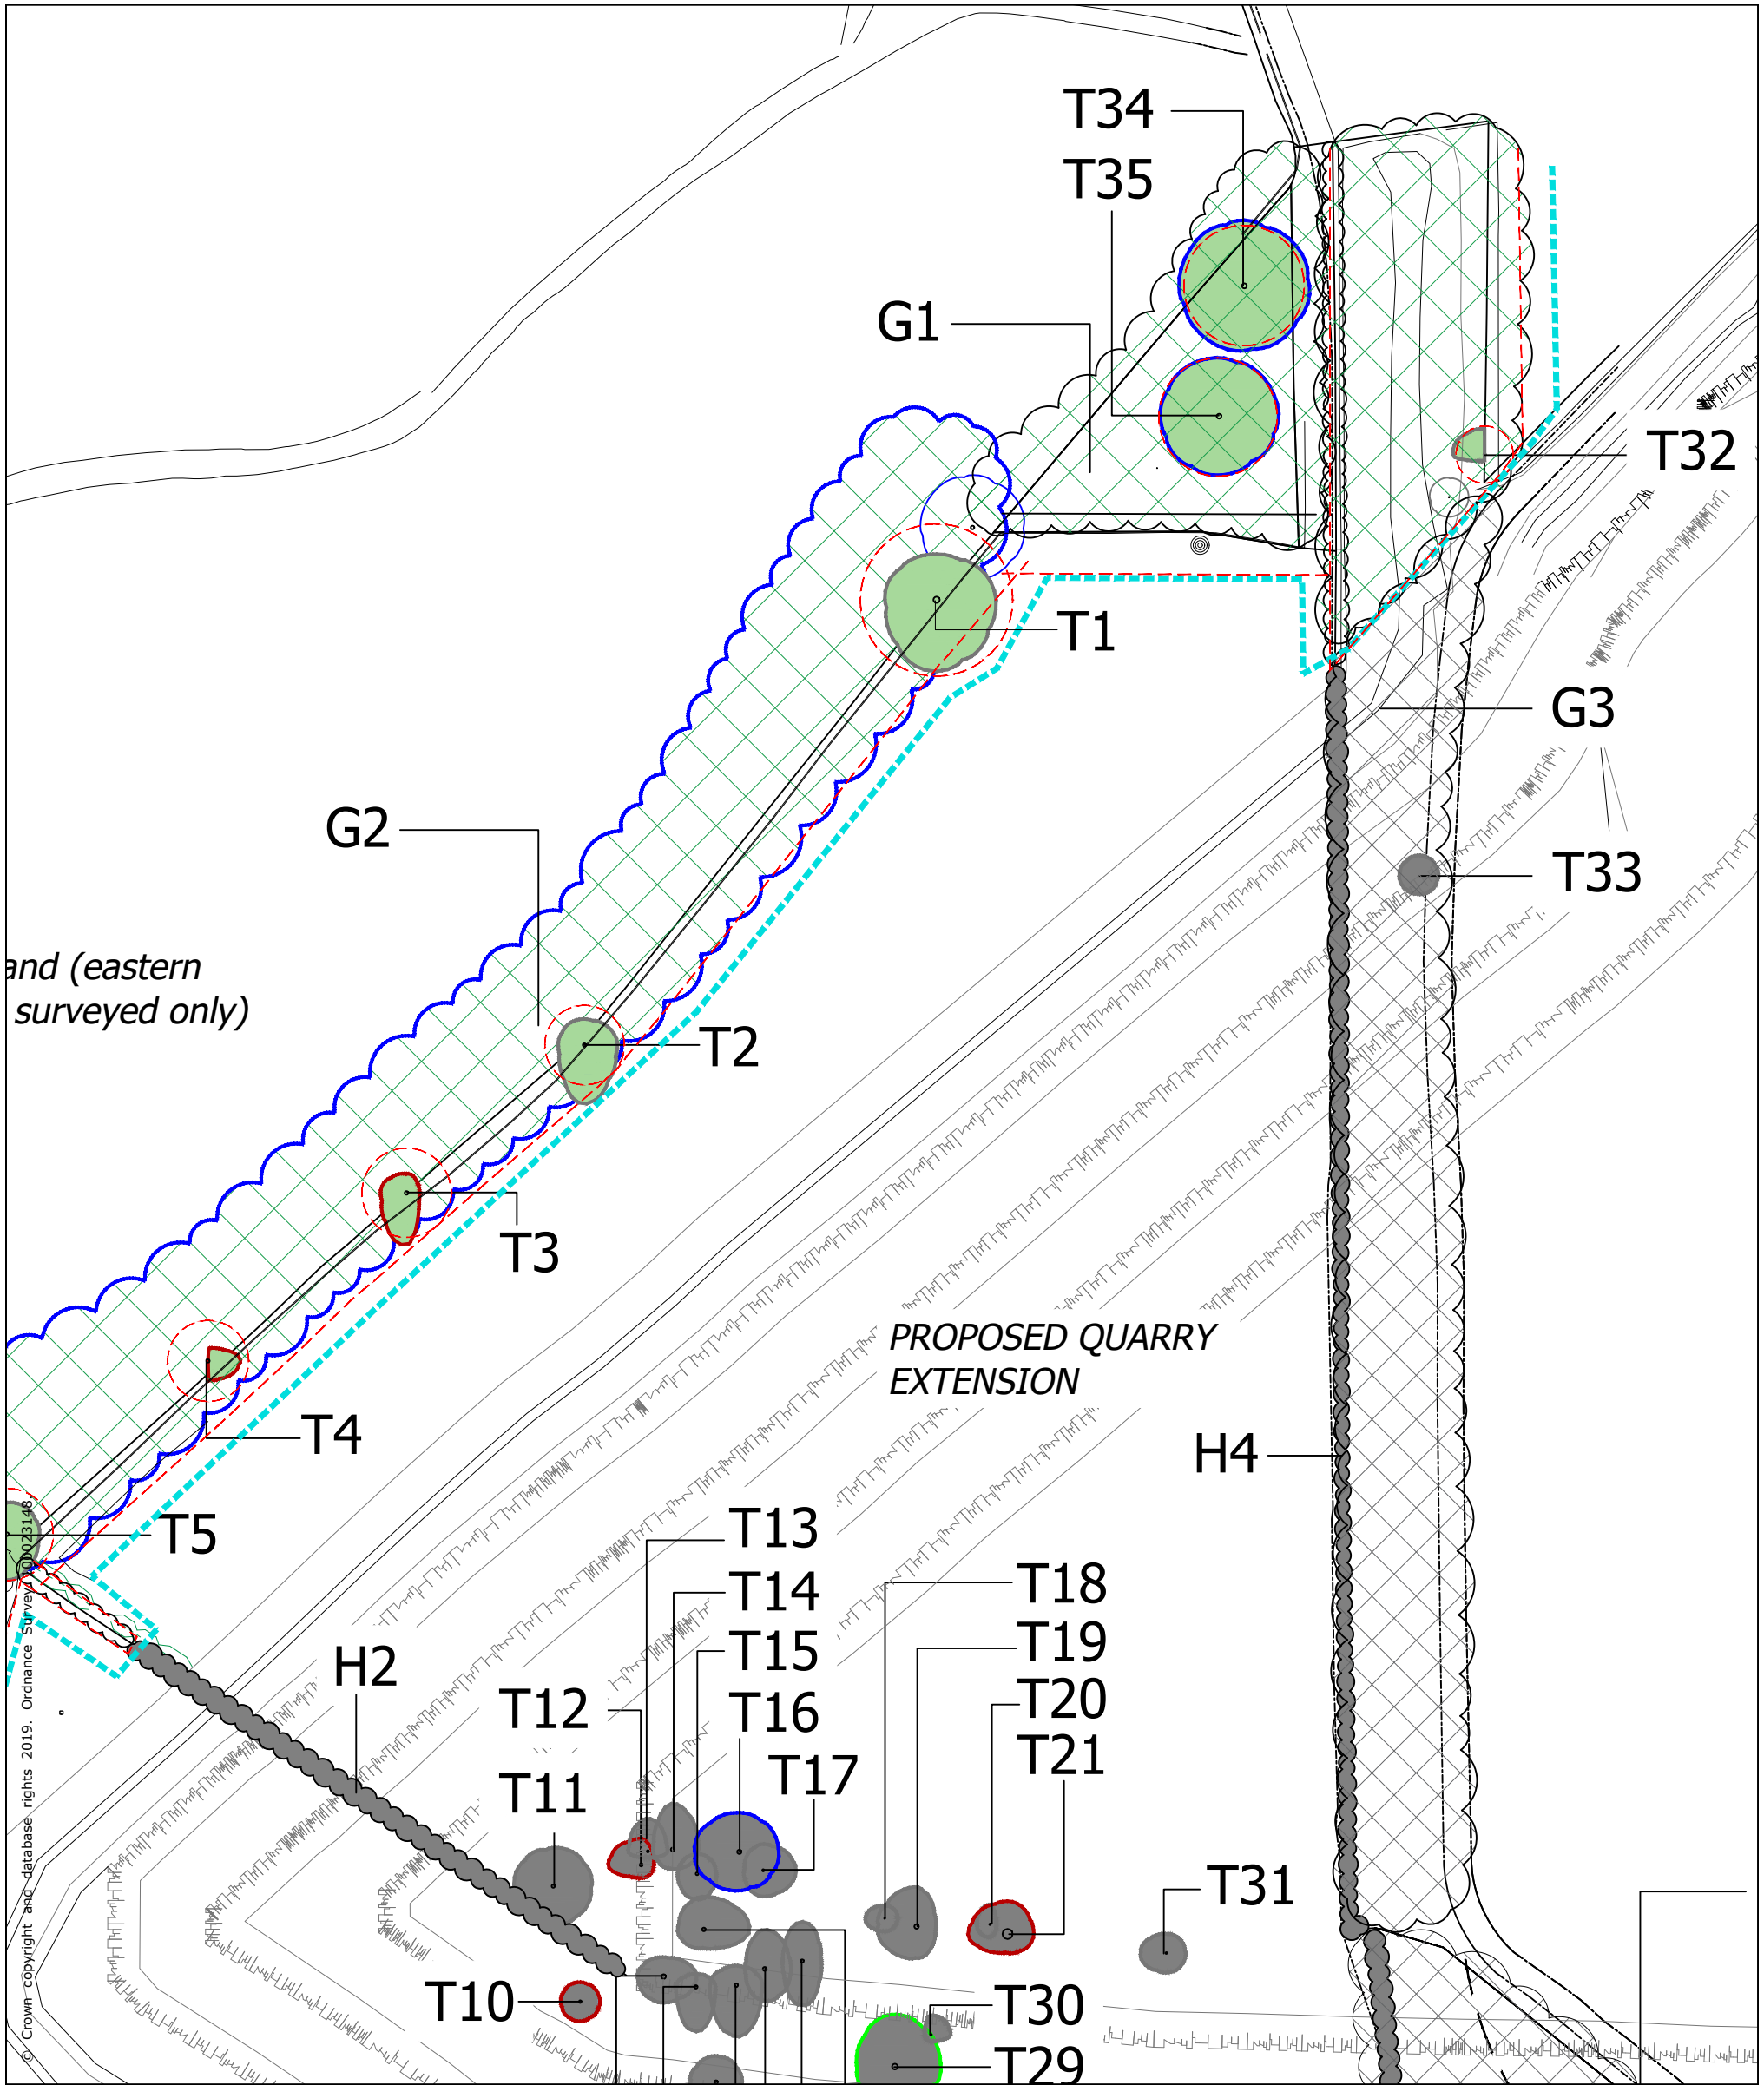 T34
T35
G1
T32
T1
G3
G2
T33
and (eastern
surveyed only)
T2
T3
PROPOSED QUARRY
EXTENSION
T4
H4
T5
T13
T14
T18
T15
T19
H2
T12
T16
T20
T21
T11
T17
T31
T10
T30
T29
© Crown copyright and database rights 2019. Ordnance Survey 100023148.